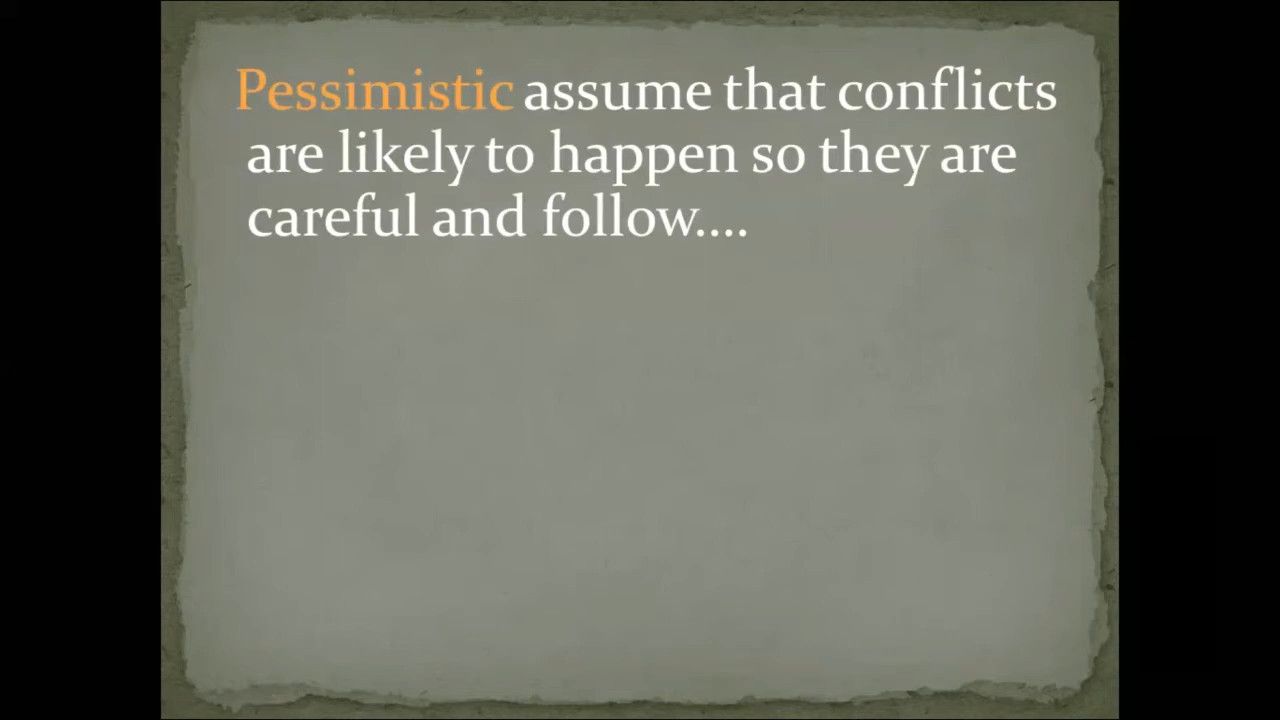 Pessimistic assume that conflicts
are likely to happen so they are
careful and follow....